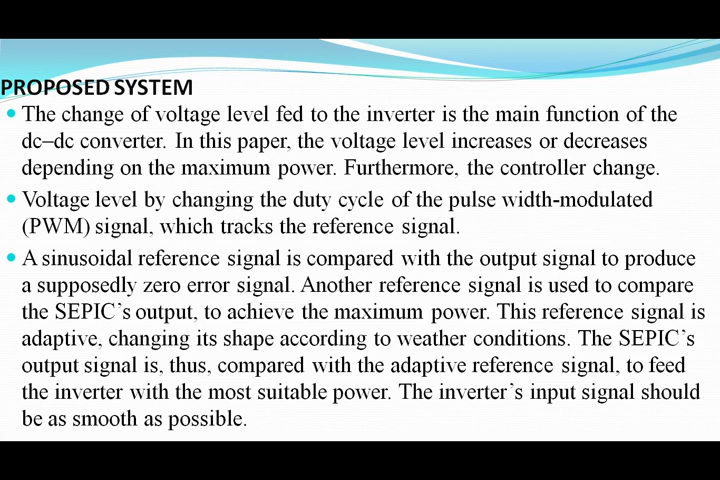 PROPOSED SYSTEM
• The change of voltage level fed to the inverter is the main function of the
dc–dc converter. In this paper, the voltage level increases or decreases
depending on the maximum power. Furthermore, the controller change.
• Voltage level by changing the duty cycle of the pulse width-modulated
(PWM) signal, which tracks the reference signal.
• A sinusoidal reference signal is compared with the output signal to produce
a supposedly zero error signal. Another reference signal is used to compare
the SEPIC’s output, to achieve the maximum power. This reference signal is
adaptive, changing its shape according to weather conditions. The SEPIC’s
output signal is, thus, compared with the adaptive reference signal, to feed
the inverter with the most suitable power. The inverter’s input signal should
be as smooth as possible.